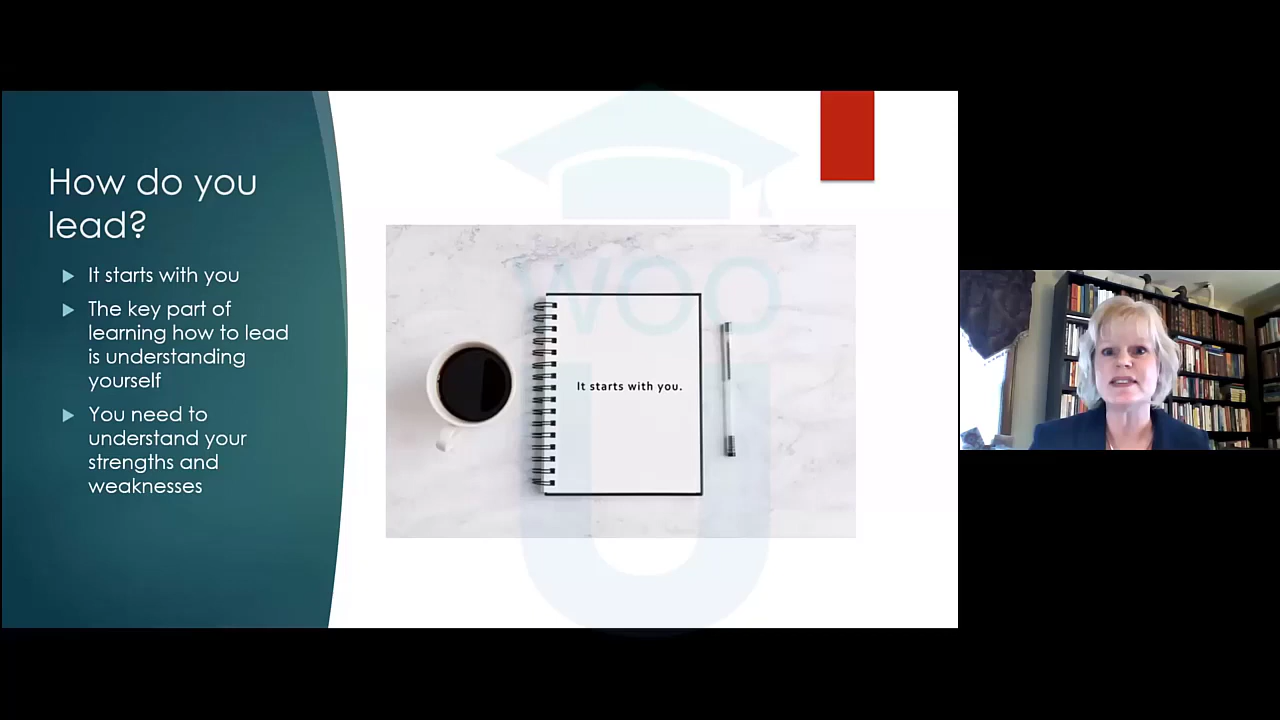 How do you
lead?
It starts with you
The key part of
learning how to lead
is understanding
yourself
You need to
understand your
strengths and
weaknesses
It starts with you.
woo
U